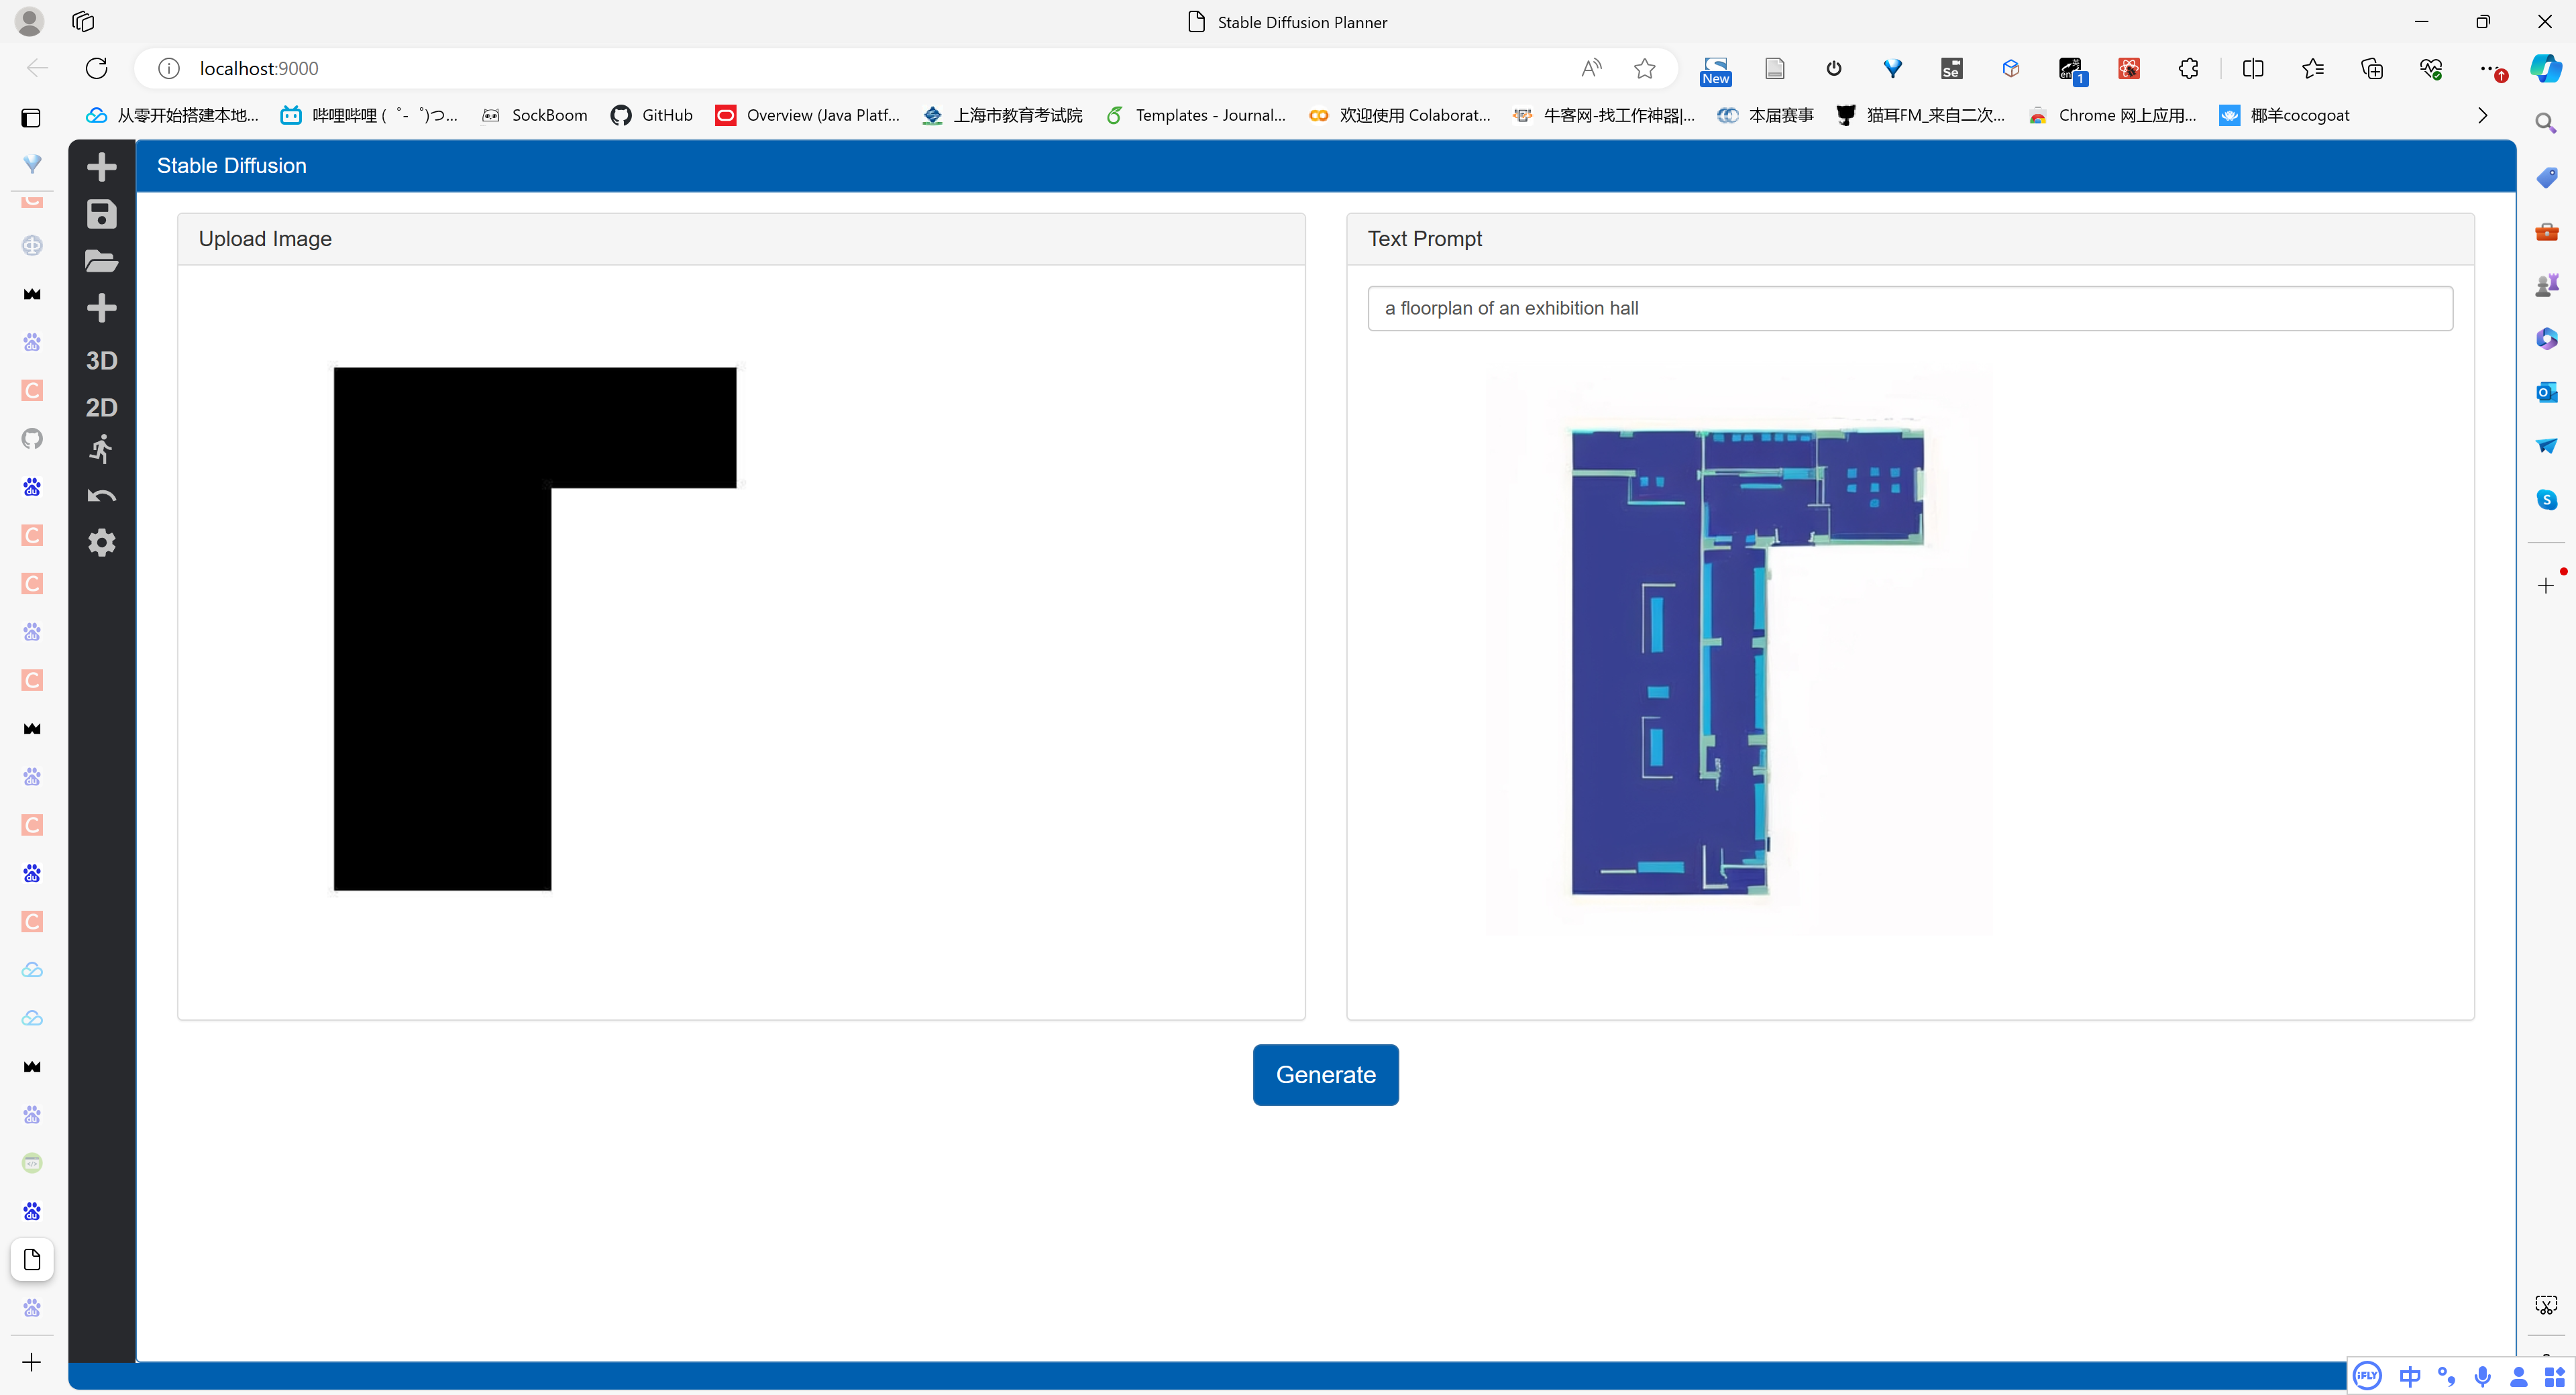 Stable Diffusion Planner
localhost:9000
New
Se
1
从零开始搭建本地...
哔哩哔哩 (゜-゜)つ...
SockBoom
GitHub
Overview (Java Platf...
上海市教育考试院
Templates - Journal...
欢迎使用 Colaborat...
牛客网-找工作神器|...
本届赛事
猫耳FM_来自二次...
Chrome 网上应用...
椰羊cocogoat
Stable Diffusion
Upload Image
Text Prompt
a floorplan of an exhibition hall
3D
2D
Generate
iFLY 中